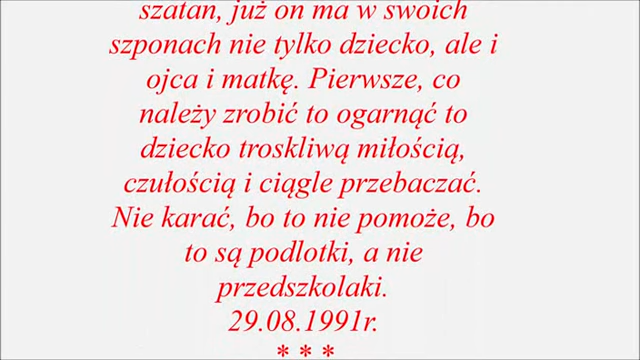 szatan, już on ma w swoich
szponach nie tylko dziecko, ale i
ojca i matkę. Pierwsze, co
należy zrobić to ogarnąć to
dziecko troskliwą miłością,
czułością i ciągle przebaczać.
Nie karać, bo to nie pomoże, bo
to są podlotki, a nie
przedszkolaki.
29.08.1991r.
* * *